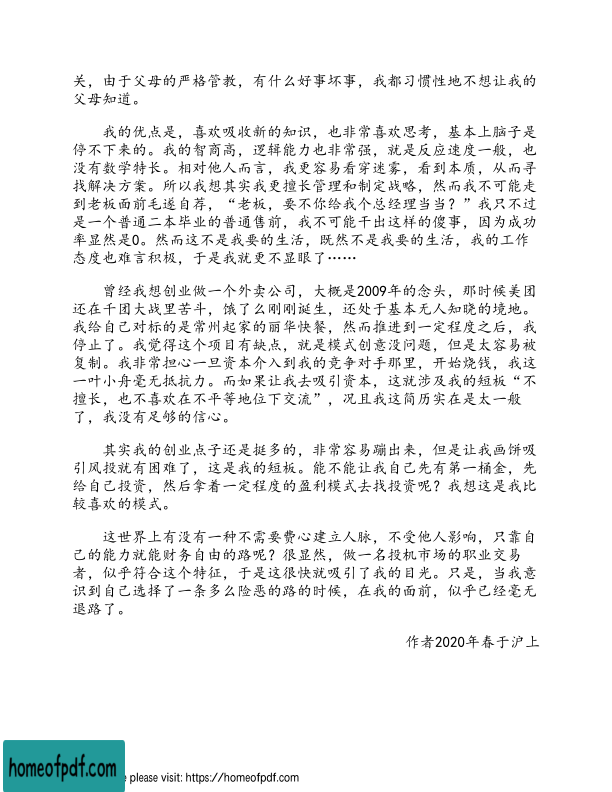 关，由于父母的严格管教，有什么好事坏事，我都习惯性地不想让我的
父母知道。
我的优点是，喜欢吸收新的知识，也非常喜欢思考，基本上脑子是
停不下来的。我的智商高，逻辑能力也非常强，就是反应速度一般，也
没有数学特长。相对他人而言，我更容易看穿迷雾，看到本质，从而寻
找解决方案。所以我想其实我更擅长管理和制定战略，然而我不可能走
到老板面前毛遂自荐，“老板，要不你给我个总经理当当？”我只不过
是一个普通二本毕业的普通售前，我不可能干出这样的傻事，因为成功
率显然是0。然而这不是我要的生活，既然不是我要的生活，我的工作
态度也难言积极，于是我就更不显眼了……
曾经我想创业做一个外卖公司，大概是2009年的念头，那时候美团
还在千团大战里苦斗，饿了么刚刚诞生，还处于基本无人知晓的境地。
我给自己对标的是常州起家的丽华快餐，然而推进到一定程度之后，我
停止了。我觉得这个项目有缺点，就是模式创意没问题，但是太容易被
复制。我非常担心一旦资本介入到我的竞争对手那里，开始烧钱，我这
一叶小舟毫无抵抗力。而如果让我去吸引资本，这就涉及我的短板“不
擅长，也不喜欢在不平等地位下交流”，况且我这简历实在是太一般
了，我没有足够的信心。
其实我的创业点子还是挺多的，非常容易蹦出来，但是让我画饼吸
引风投就有困难了，这是我的短板。能不能让我自己先有第一桶金，先
给自己投资，然后拿着一定程度的盈利模式去找投资呢？我想这是我比
较喜欢的模式。
这世界上有没有一种不需要费心建立人脉，不受他人影响，只靠自
己的能力就能财务自由的路呢？很显然，做一名投机市场的职业交易
者，似乎符合这个特征，于是这很快就吸引了我的目光。只是，当我意
识到自己选择了一条多么险恶的路的时候，在我的面前，似乎已经毫无
退路了。
作者2020年春于沪上
homeofpdf.com
e please visit: https://homeofpdf.com